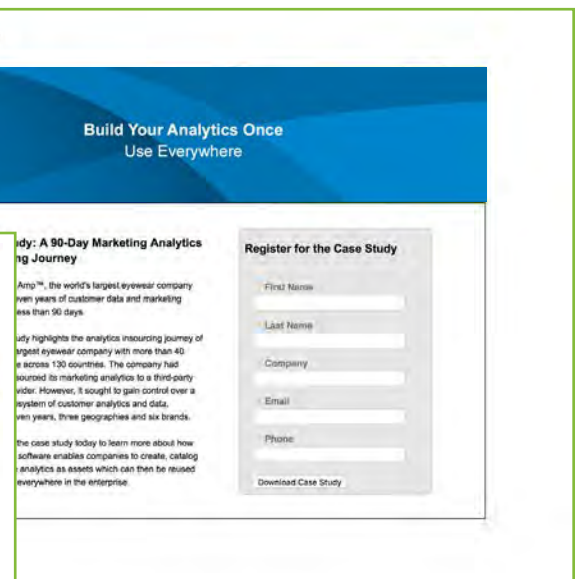 Build Your Analytics Once
Use Everywhere
udy: A 90-Day Marketing Analytics
ng Journey
Amp™, the world's largest eyewear company
even years of customer data and marketing
ess than 90 days.
udy highlights the analytics insourcing journey of
argest eyewear company with more than 40
e across 130 countries. The company had
sourced its marketing analytics to a third-party
vider. However, it sought to gain control over a
system of customer analytics and data,
ven years, three geographies and six brands.
the case study today to learn more about how
software enables companies to create, catalog
analytics as assets which can then be reused
everywhere in the enterprise.
Register for the Case Study
* First Name
* Last Name
* Company
* Email
* Phone
Download Case Study